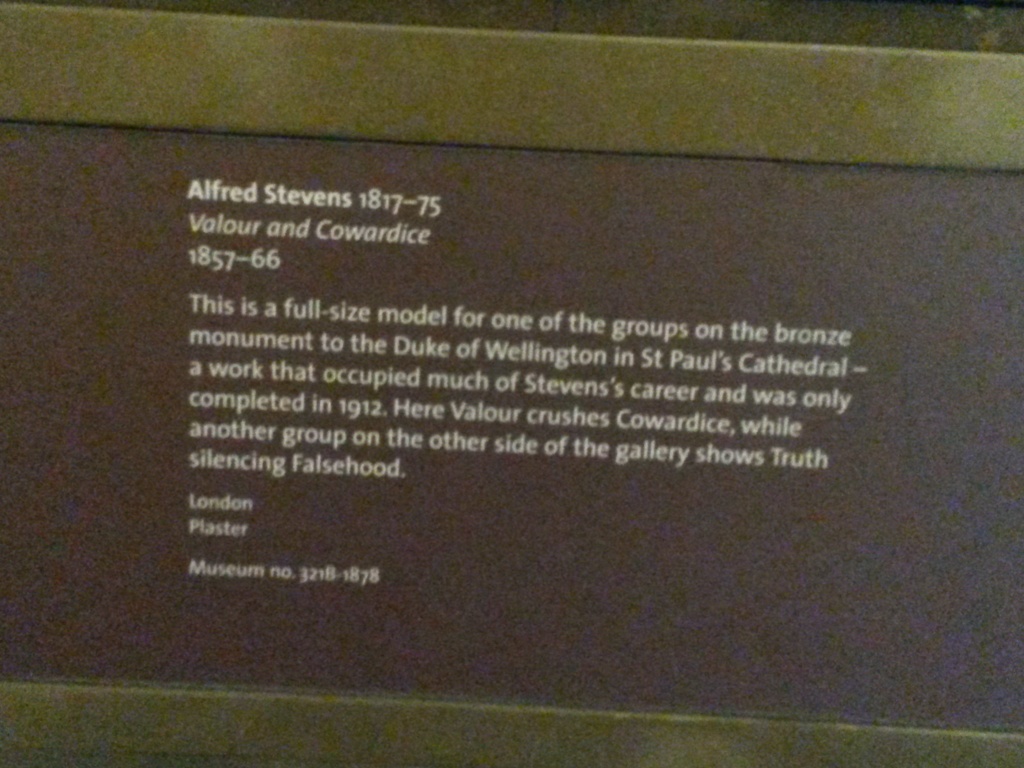 Alfred Stevens 1817–75
Valour and Cowardice
1857–66
This is a full-size model for one of the groups on the bronze
monument to the Duke of Wellington in St Paul's Cathedral –
a work that occupied much of Stevens's career and was only
completed in 1912. Here Valour crushes Cowardice, while
another group on the other side of the gallery shows Truth
silencing Falsehood.
London
Plaster
Museum no. 321B-1878